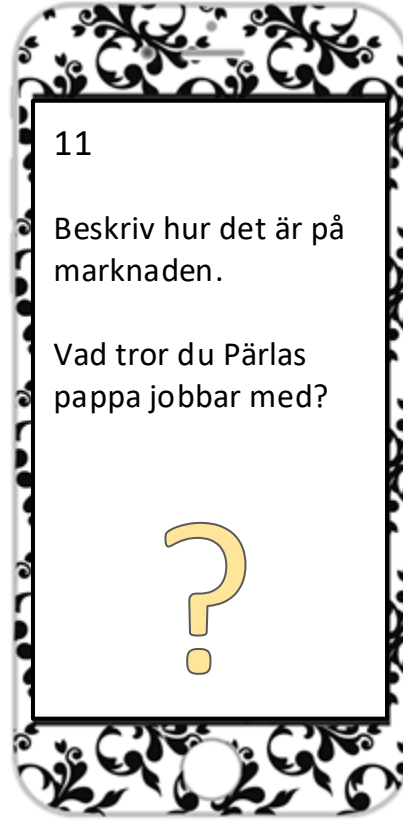 11
Beskriv hur det är på
marknaden.
Vad tror du Pärlas
pappa jobbar med?
?